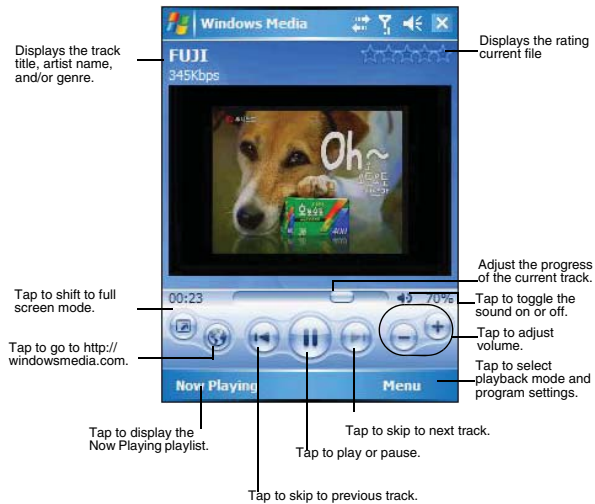 Windows Media
Displays the track
title, artist name,
and/or genre.
Displays the rating
current file
FUJI
345Kbps
Oh~
400
Adjust the progress
of the current track.
Tap to shift to full
screen mode.
00:23
70%
Tap to toggle the
sound on or off.
Tap to adjust
volume.
Tap to go to http://
windowsmedia.com.
Tap to select
playback mode and
program settings.
Now Playing
Menu
Tap to display the
Now Playing playlist.
Tap to skip to next track.
Tap to play or pause.
Tap to skip to previous track.